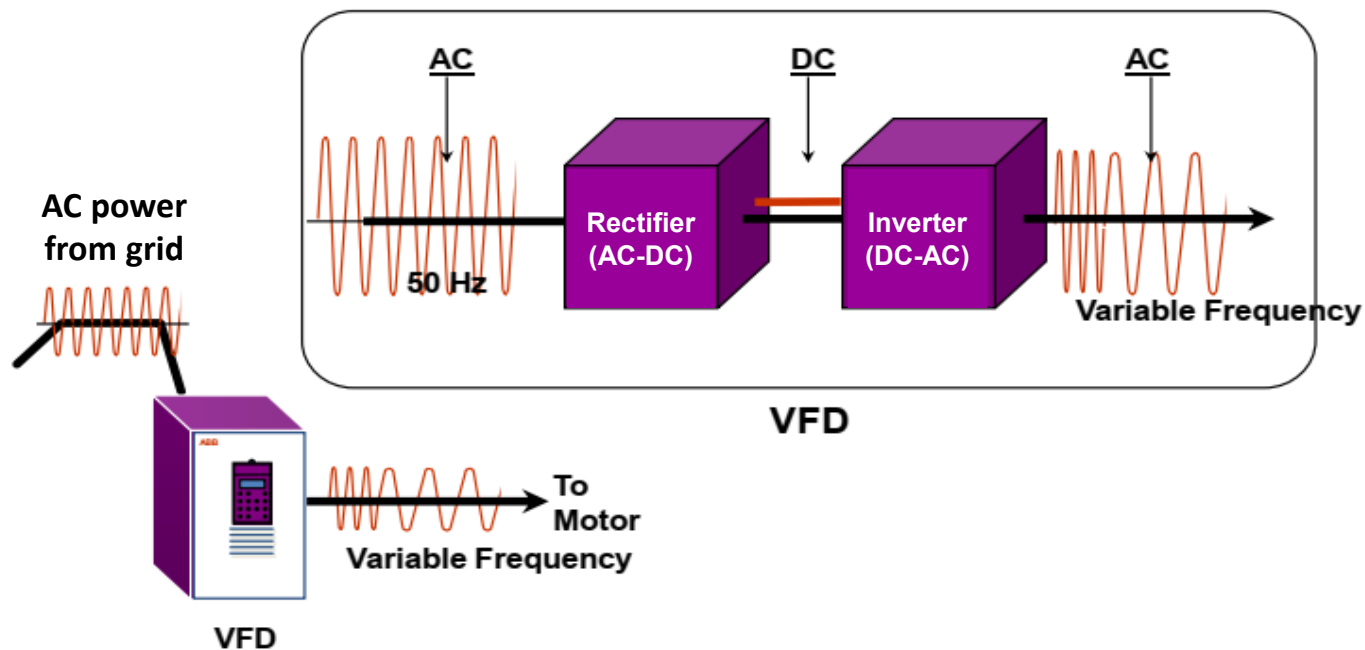 AC
DC
AC
AC power
from grid
Rectifier
(AC-DC)
Inverter
(DC-AC)
50 Hz
Variable Frequency
VFD
ABB
To
Motor
Variable Frequency
VFD